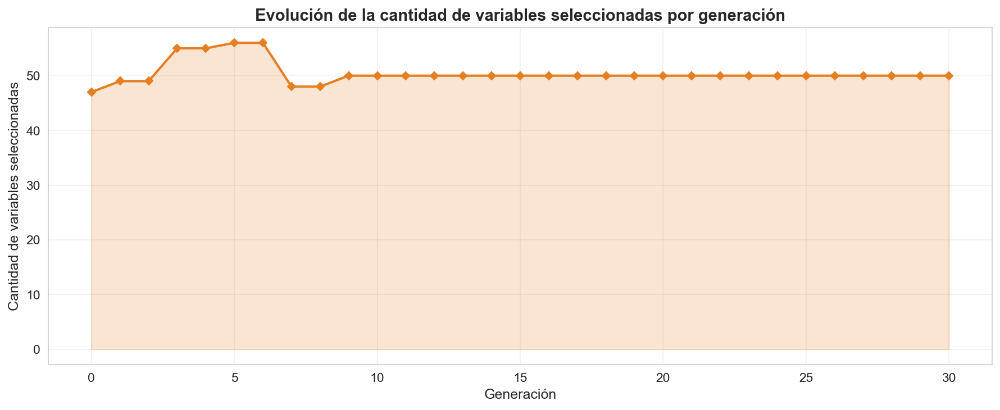 Evolución de la cantidad de variables seleccionadas por generación
Cantidad de variables seleccionadas
50
40
30
20
10
0
0 5 10 15 20 25 30
Generación